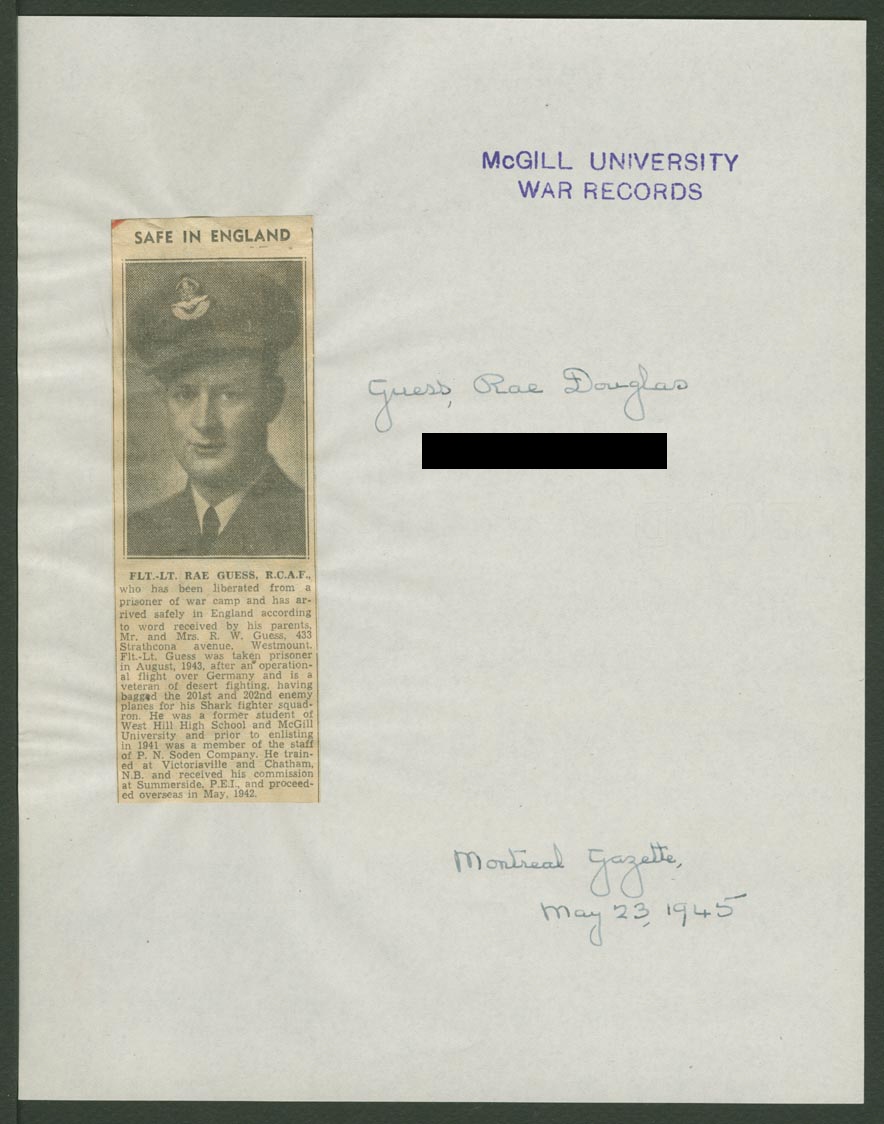 McGILL UNIVERSITY
WAR RECORDS
SAFE IN ENGLAND
Guess, Rae Douglas
FLT.-LT. RAE GUESS, R.C.A.F.,
who has been liberated from a
prisoner of war camp and has ar-
rived safely in England according
to word received by his parents,
Mr. and Mrs. R. W. Guess, 433
Strathcona avenue, Westmount.
Flt.-Lt. Guess was taken prisoner
in August, 1943, after an operation-
al flight over Germany and is a
veteran of desert fighting, having
bagged the 201st and 202nd enemy
planes for his Shark fighter squad-
ron. He was a former student of
West Hill High School and McGill
University and prior to enlisting
in 1941 was a member of the staff
of P. N. Soden Company. He train-
ed at Victoriaville and Chatham,
N.B. and received his commission
at Summerside, P.E.I., and proceed-
ed overseas in May, 1942.
Montreal Gazette,
May 23, 1945